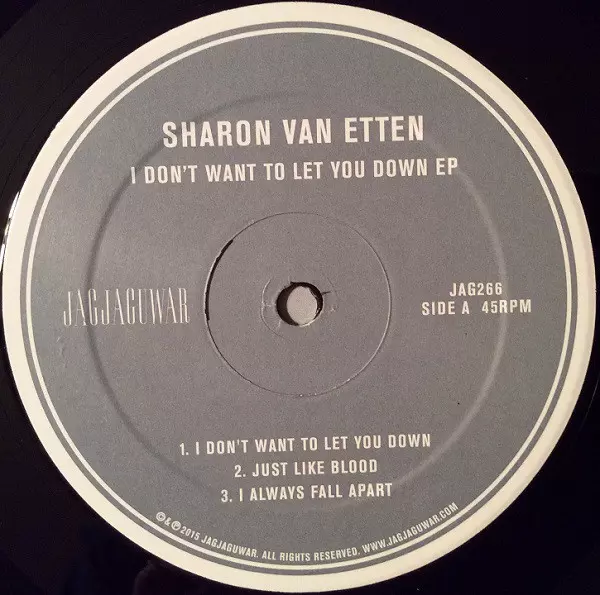 SHARON VAN ETTEN
I DON'T WANT TO LET YOU DOWN EP
JAGJAGUWAR
JAG266
SIDE A 45RPM
1. I DON'T WANT TO LET YOU DOWN
2. JUST LIKE BLOOD
3. I ALWAYS FALL APART
©&℗2015 JAGJAGUWAR. ALL RIGHTS RESERVED. WWW.JAGJAGUWAR.COM